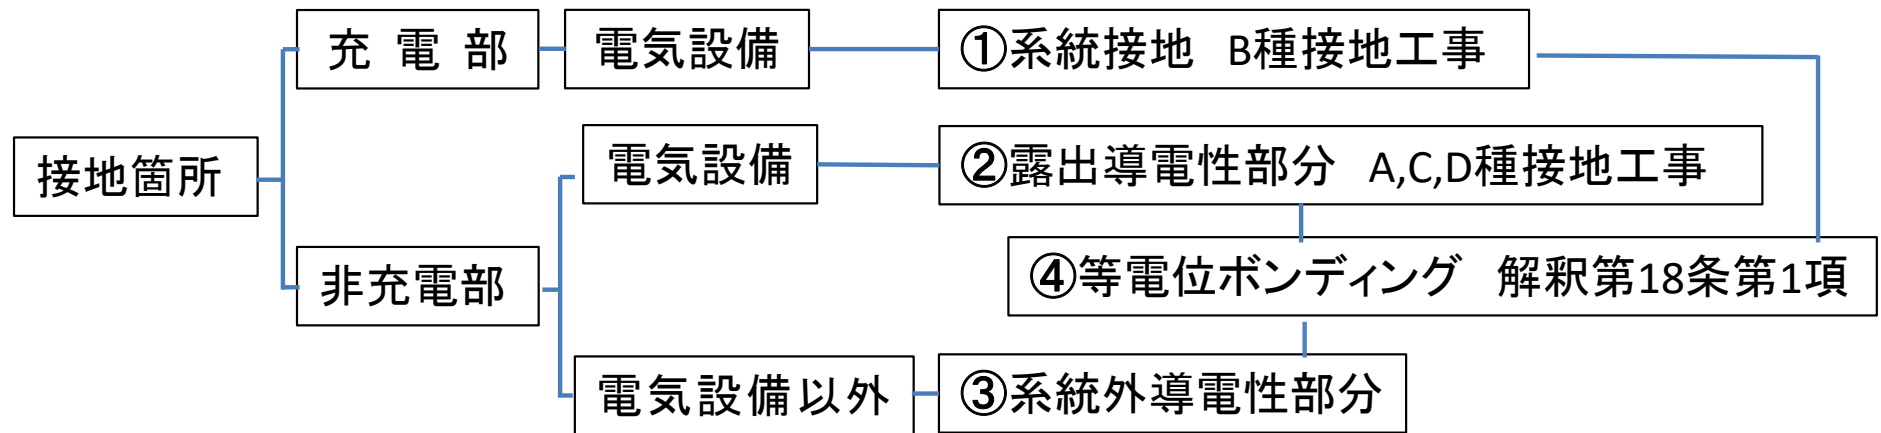 充 電 部
電気設備
①系統接地 B種接地工事
接地箇所
電気設備
②露出導電性部分 A,C,D種接地工事
非充電部
④等電位ボンディング 解釈第18条第1項
電気設備以外
③系統外導電性部分